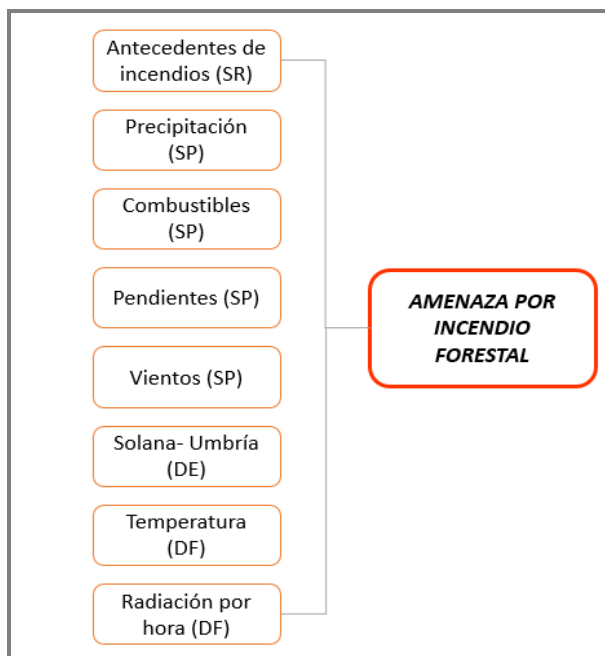 Antecedentes de
incendios (SR)
Precipitación
(SP)
Combustibles
(SP)
Pendientes (SP)
Vientos (SP)
Solana- Umbría
(DE)
Temperatura
(DF)
Radiación por
hora (DF)
AMENAZA POR
INCENDIO
FORESTAL